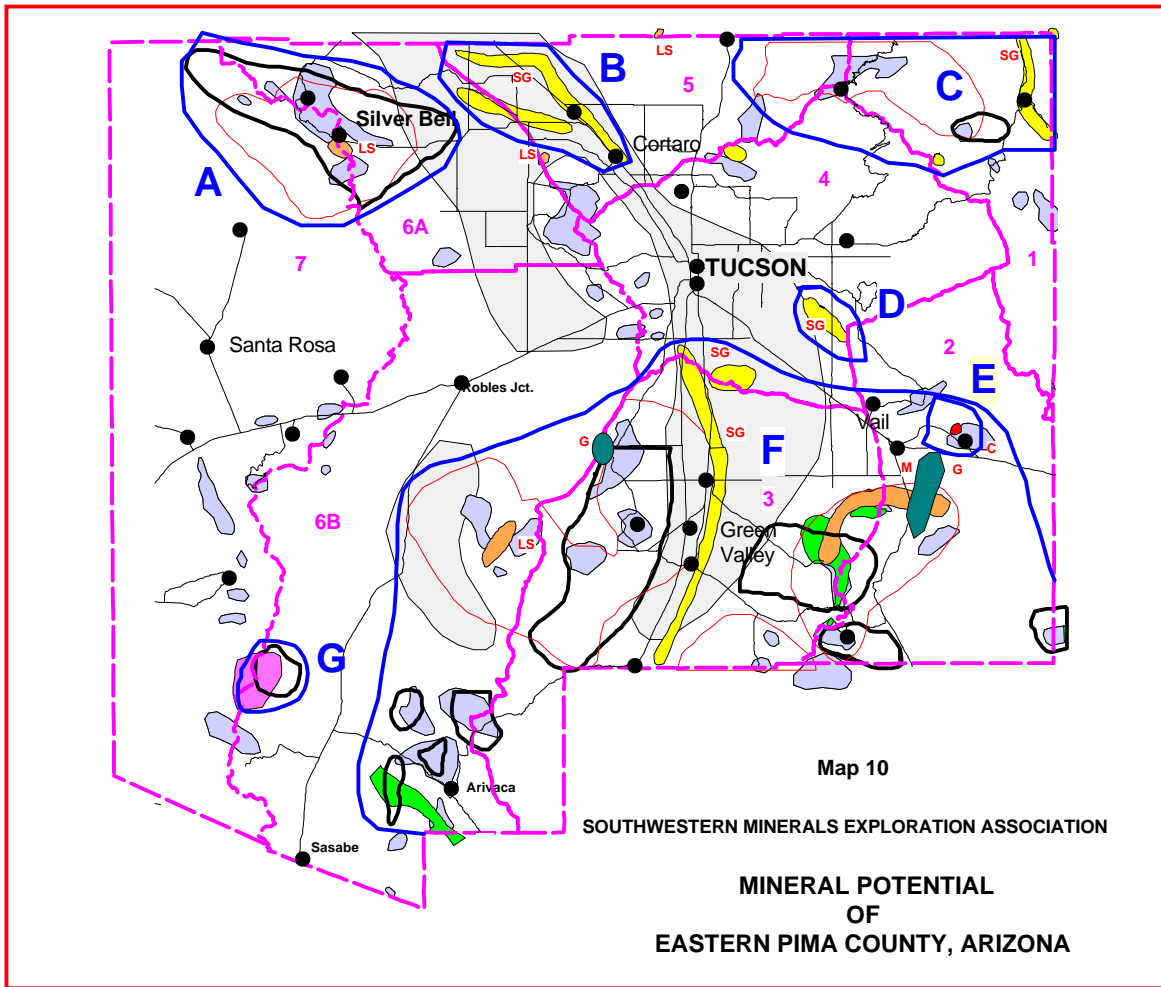 LS
5
B
SG
SG
C
Silver Bell
LS
LS
Cortaro
A
4
6A
7
1
TUCSON
D
SG
2
Santa Rosa
SG
E
Robles Jct.
Vail
SG
F
G
C
M
G
3
6B
Green
Valley
LS
G
Map 10
Arivaca
SOUTHWESTERN MINERALS EXPLORATION ASSOCIATION
Sasabe
MINERAL POTENTIAL
OF
EASTERN PIMA COUNTY, ARIZONA